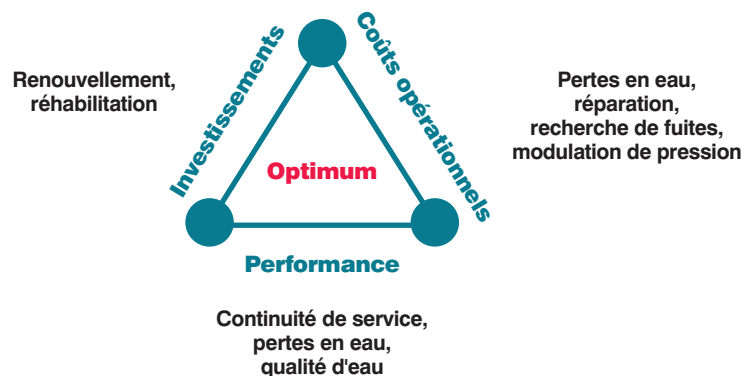 Renouvellement,
réhabilitation
Investissements
Coûts opérationnels
Pertes en eau,
réparation,
recherche de fuites,
modulation de pression
Optimum
Performance
Continuité de service,
pertes en eau,
qualité d'eau